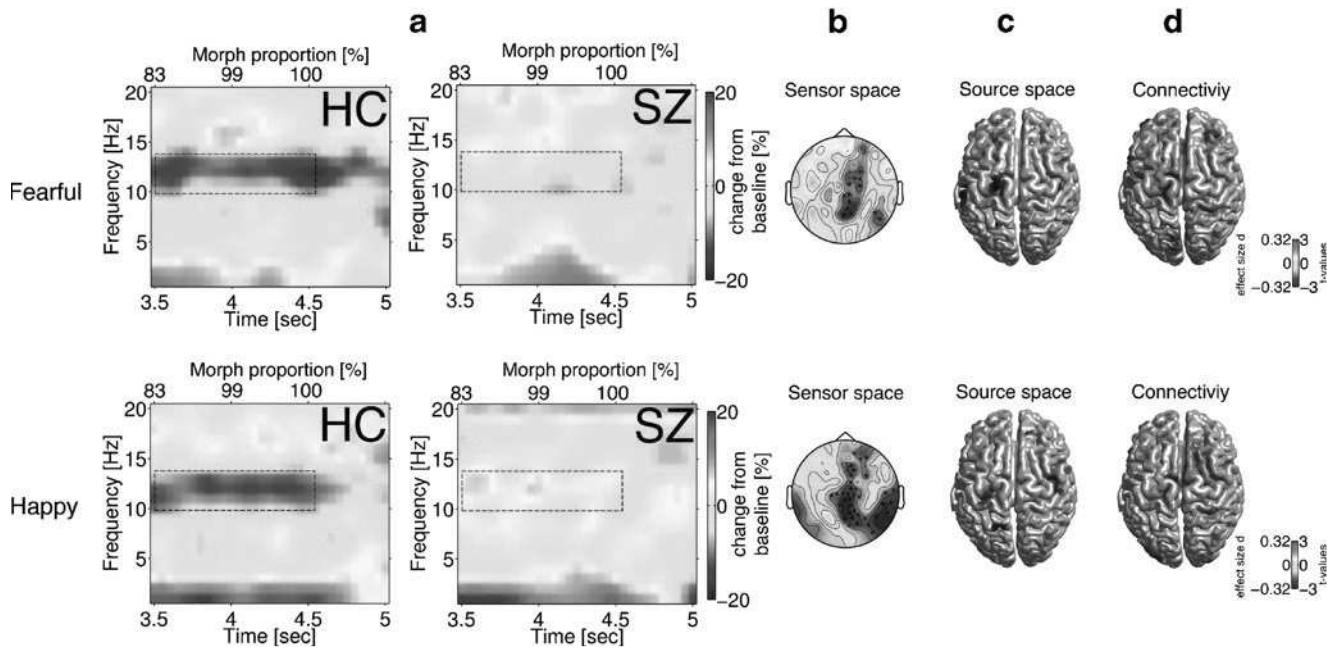 a
b
c
d
Morph proportion [%]
83 99 100
Morph proportion [%]
83 99 100
Sensor space
Source space
Connectiviy
Fearful
HC
SZ
Frequency [Hz]
20
15
10
5
3.5 4 4.5 5
Time [sec]
Frequency [Hz]
20
15
10
5
3.5 4 4.5 5
Time [sec]
20
0
−20
change from
baseline [%]
effect size d
0.32 3
0 0
−0.32 −3
t-values
Morph proportion [%]
83 99 100
Morph proportion [%]
83 99 100
Sensor space
Source space
Connectiviy
Happy
HC
SZ
Frequency [Hz]
20
15
10
5
3.5 4 4.5 5
Time [sec]
Frequency [Hz]
20
15
10
5
3.5 4 4.5 5
Time [sec]
20
0
−20
change from
baseline [%]
effect size d
0.32 3
0 0
−0.32 −3
t-values